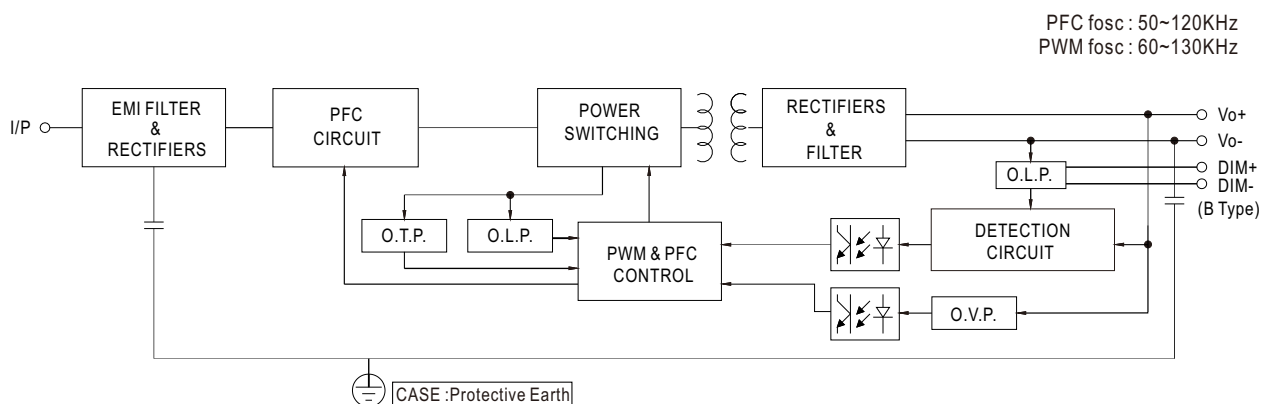 PFC fosc : 50~120KHz
PWM fosc : 60~130KHz
I/P
EMI FILTER
&
RECTIFIERS
PFC
CIRCUIT
POWER
SWITCHING
RECTIFIERS
&
FILTER
Vo+
Vo-
DIM+
DIM-
(B Type)
O.L.P.
O.T.P.
O.L.P.
PWM & PFC
CONTROL
DETECTION
CIRCUIT
O.V.P.
CASE :Protective Earth